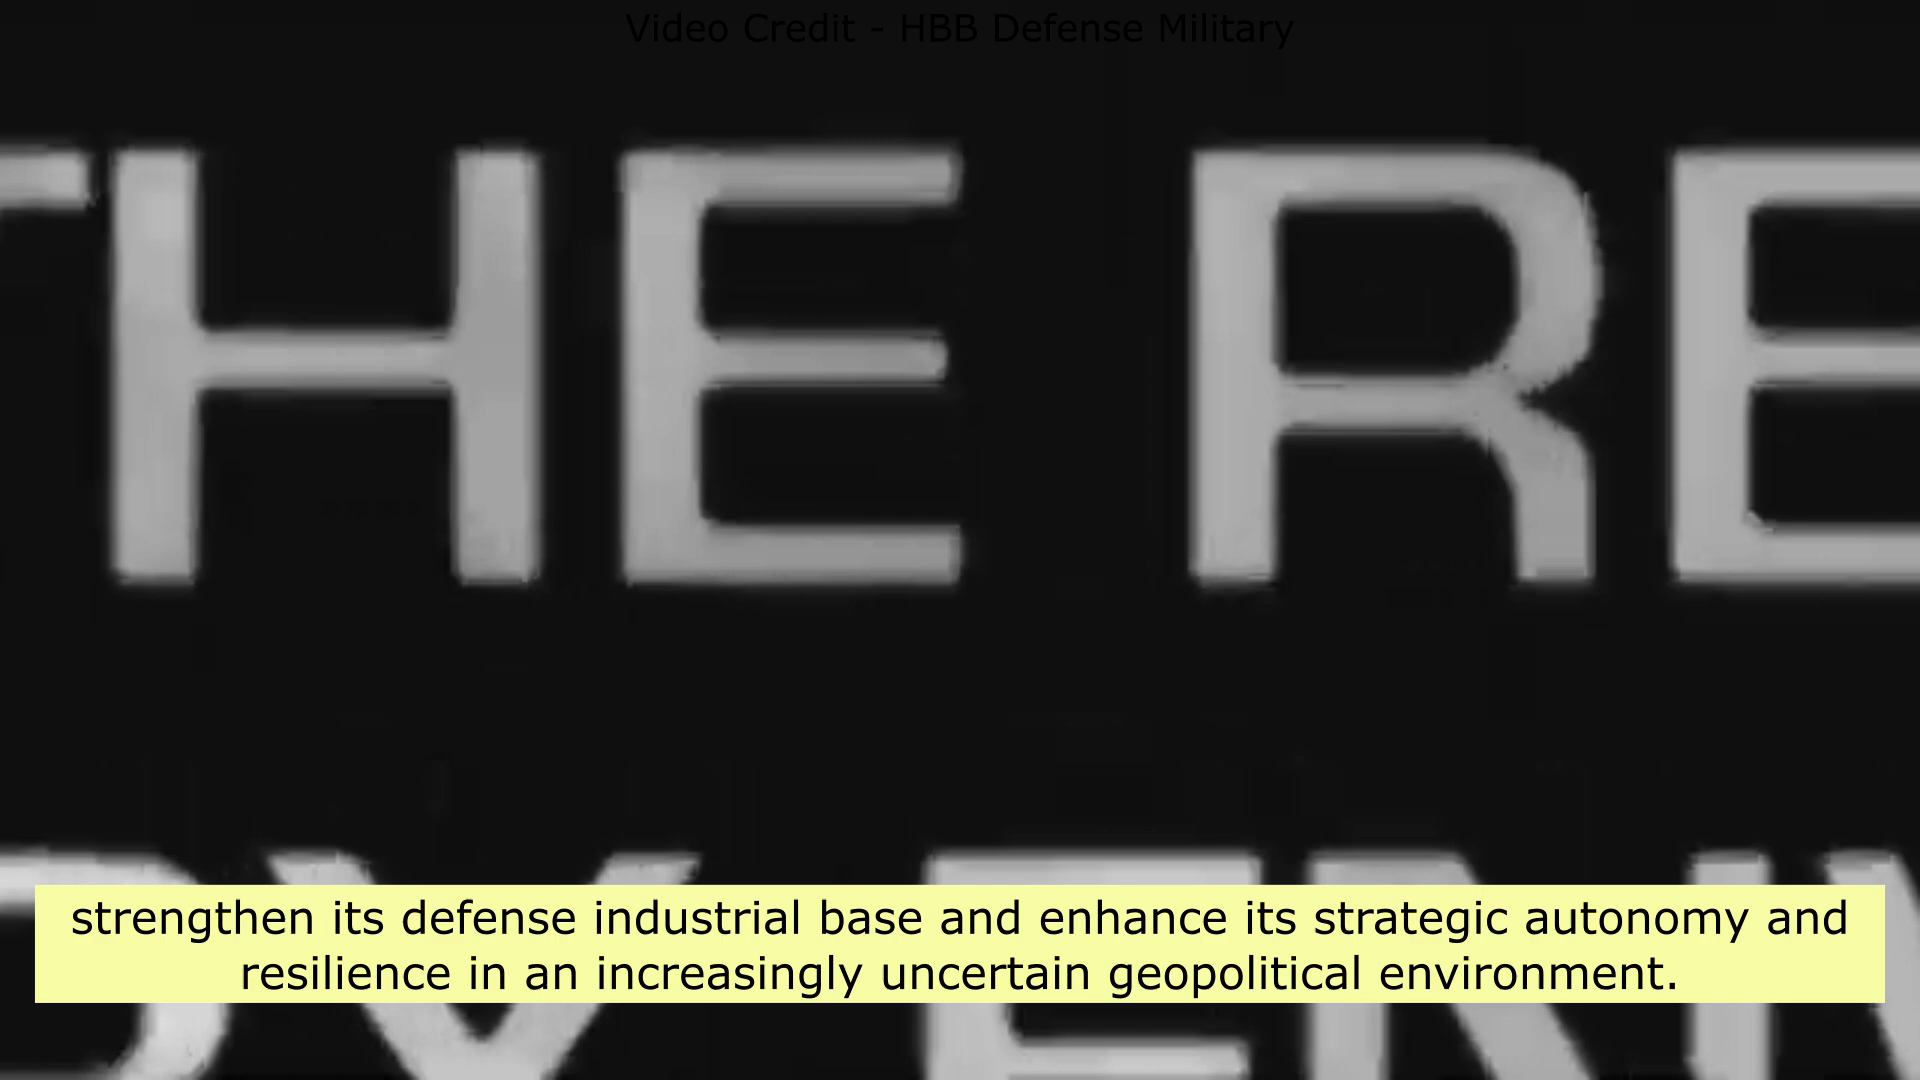 Video Credit - HBB Defense Military
THE RE
strengthen its defense industrial base and enhance its strategic autonomy and
resilience in an increasingly uncertain geopolitical environment.